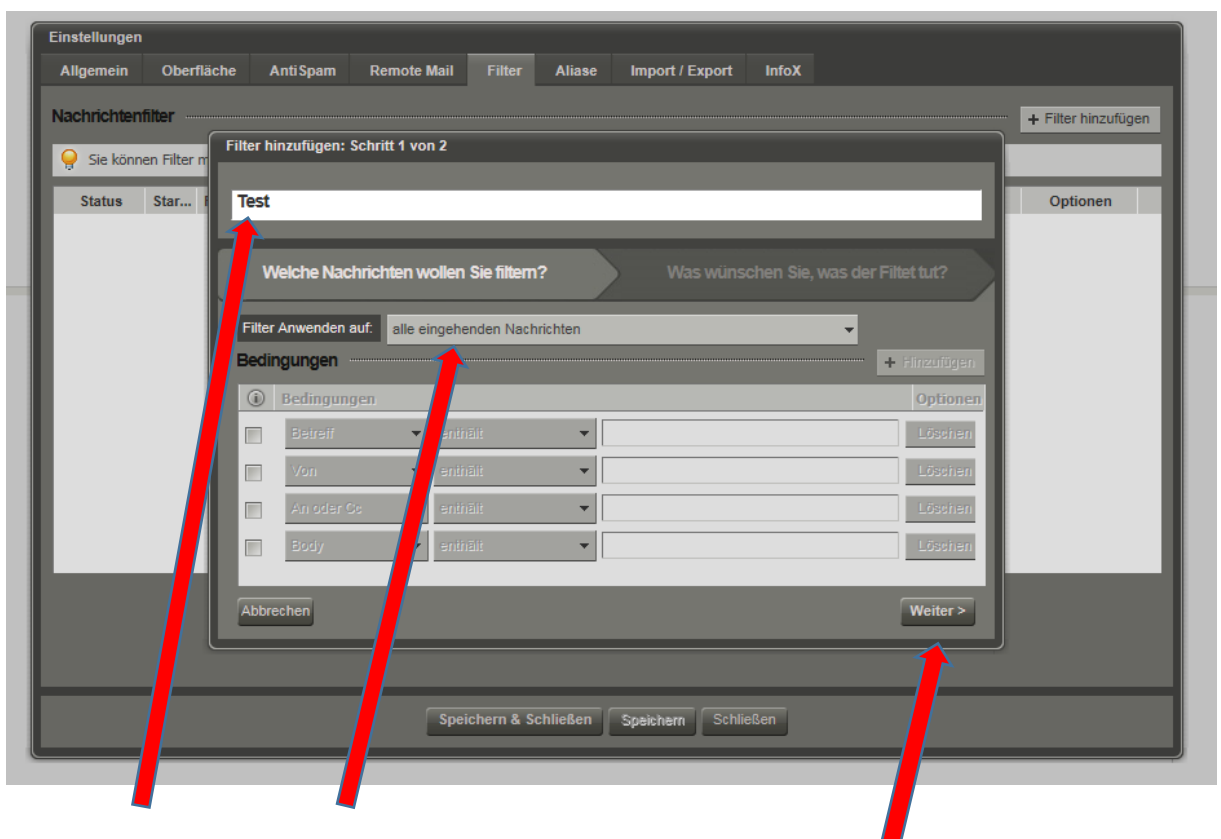 Einstellungen
Allgemein Oberfläche AntiSpam Remote Mail Filter Aliase Import / Export InfoX
Nachrichtenfilter + Filter hinzufügen
Sie können Filter
Filter hinzufügen: Schritt 1 von 2
Status Star... Optionen
Test
Welche Nachrichten wollen Sie filtern? Was wünschen Sie, was der Filtet tut?
Filter Anwenden auf: alle eingehenden Nachrichten
Bedingungen + Hinzufügen
Bedingungen Optionen
Betreff enthält Löschen
Von enthält Löschen
An oder Cc enthält Löschen
Body enthält Löschen
Abbrechen Weiter >
Speichern & Schließen Speichern Schließen